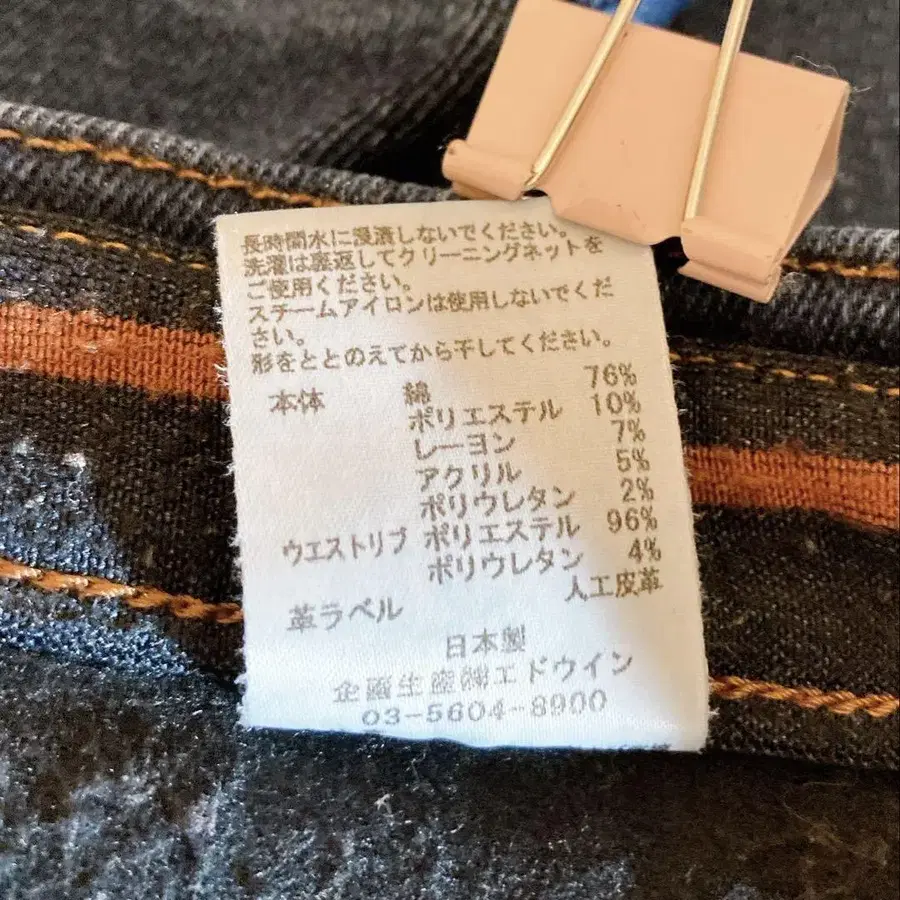 長時間水に浸漬しないでください。
洗濯は裏返してクリーニングネットを
ご使用ください。
スチームアイロンは使用しないでくだ
さい。
形をととのえてから干してください。
本体 綿 76%
ポリエステル 10%
レーヨン 7%
アクリル 5%
ポリウレタン 2%
ウエストリブ ポリエステル 96%
ポリウレタン 4%
革ラベル 人工皮革
日本製
企画生産㈱エドウイン
03-5604-8900